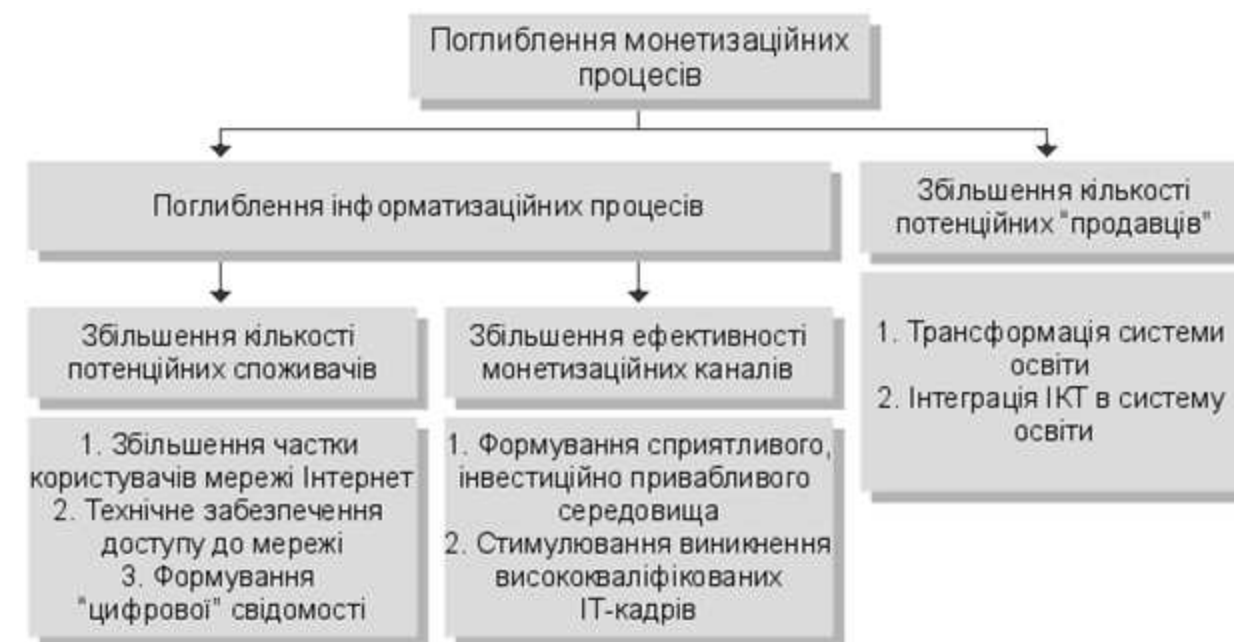 Поглиблення монетизаційних
процесів
Поглиблення інформатизаційних процесів
Збільшення кількості
потенційних "продавців"
Збільшення кількості
потенційних споживачів
Збільшення ефективності
монетизаційних каналів
1. Трансформація системи
освіти
2. Інтеграція ІКТ в систему
освіти
1. Збільшення частки
користувачів мережі Інтернет
2. Технічне забезпечення
доступу до мережі
3. Формування
"цифрової" свідомості
1. Формування сприятливого,
інвестиційно привабливого
середовища
2. Стимулювання виникнення
висококваліфікованих
ІТ-кадрів